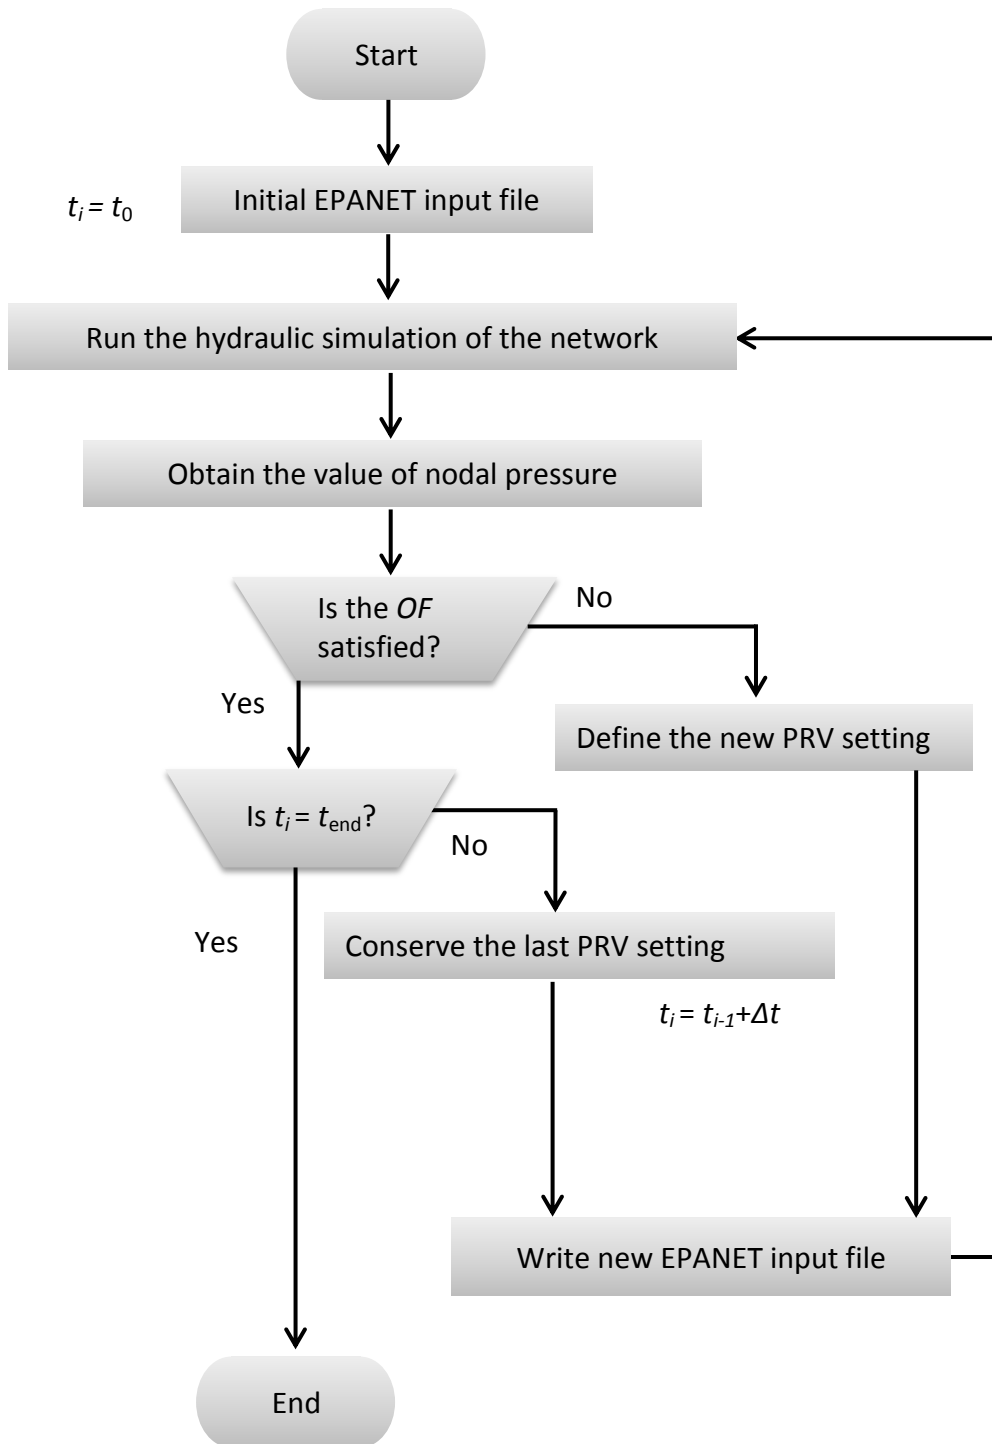 Start
Initial EPANET input file
tᵢ = t₀
Run the hydraulic simulation of the network
Obtain the value of nodal pressure
Is the OF
satisfied?
No
Yes
Define the new PRV setting
Is tᵢ = tend?
No
Yes
Conserve the last PRV setting
tᵢ = tᵢ₋₁+Δt
Write new EPANET input file
End